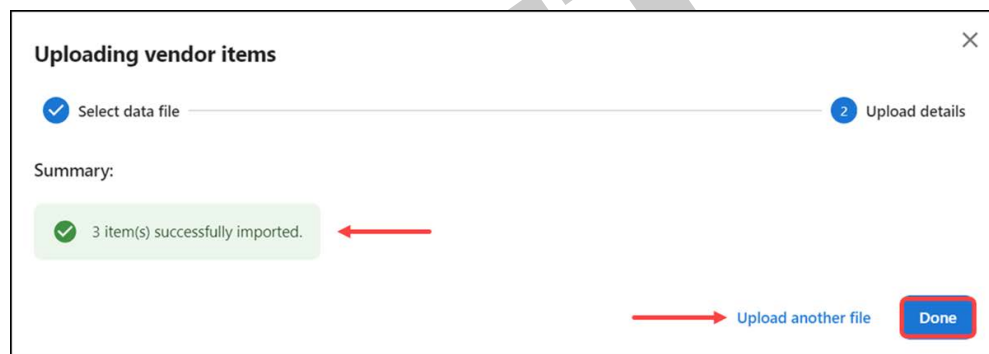 Uploading vendor items
Select data file
2 Upload details
Summary:
3 item(s) successfully imported.
Upload another file
Done